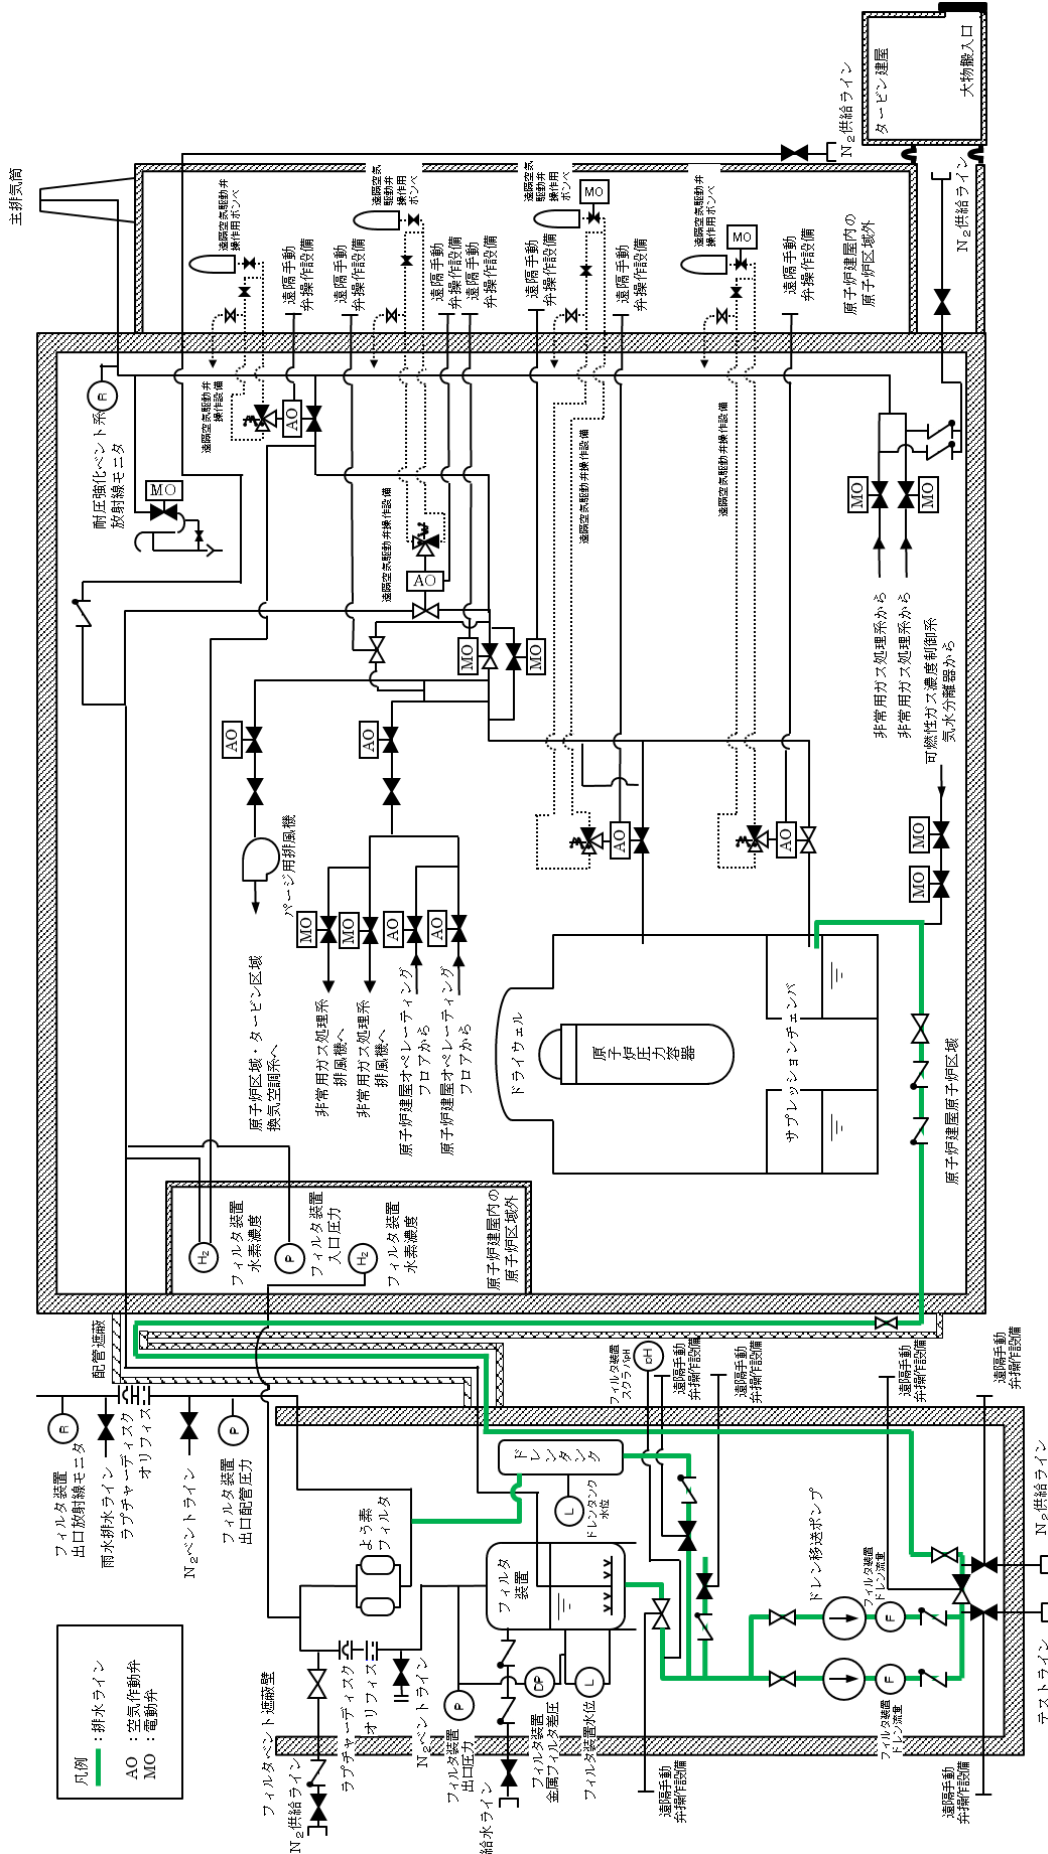 凡例
：排水ライン
AO：空気作動弁
MO：電動弁
主排気筒
N₂供給ライン
タービン建屋
大物搬入口
N₂供給ライン
遠隔空気駆動弁
操作用ボンベ
遠隔手動
弁操作設備
遠隔手動
弁操作設備
遠隔空気
駆動弁
操作用
ボンベ
遠隔手動
弁操作設備
遠隔手動
弁操作設備
遠隔空気
駆動弁
操作用
ボンベ
MO
遠隔手動
弁操作設備
遠隔手動
弁操作設備
遠隔空気駆動弁
操作用ボンベ
MO
遠隔手動
弁操作設備
原子炉建屋内の
原子炉区域外
R
耐圧強化ベント系
放射線モニタ
MO
遠隔空気駆動弁
操作設備
AO
遠隔空気駆動弁操作設備
AO
遠隔空気駆動弁操作設備
遠隔空気駆動弁操作設備
MO
MO
非常用ガス処理系から
非常用ガス処理系から
可燃性ガス濃度制御系
気水分離器から
MO
MO
MO
MO
AO
AO
AO
AO
パージ用排風機
原子炉区域・タービン区域
換気空調系へ
MO
MO
AO
AO
非常用ガス処理系
排風機へ
非常用ガス処理系
排風機へ
原子炉建屋オペレーティング
フロアから
原子炉建屋オペレーティング
フロアから
ドライウェル
原子炉圧力容器
サプレッションチェンバ
原子炉建屋原子炉区域
H₂
フィルタ装置
水素濃度
P
フィルタ装置
入口圧力
H₂
フィルタ装置
水素濃度
原子炉建屋内の
原子炉区域外
配管遮蔽
R
フィルタ装置
出口放射線モニタ
雨水排水ライン
ラプチャーディスク
オリフィス
N₂ベントライン
P
フィルタ装置
出口配管圧力
フィルタ装置
スクラバpH
pH
遠隔手動
弁操作設備
遠隔手動
弁操作設備
遠隔手動
弁操作設備
遠隔手動
弁操作設備
ドレンタンク
L
ドレンタンク
水位
よう素
フィルタ
フィルタ
装置
ドレン移送ポンプ
フィルタ装置
ドレン流量
F
F
フィルタ装置
ドレン流量
フィルタベント遮蔽壁
N₂供給ライン
ラプチャーディスク
オリフィス
N₂ベントライン
P
フィルタ装置
出口圧力
給水ライン
DP
フィルタ装置
金属フィルタ差圧
L
フィルタ装置水位
遠隔手動
弁操作設備
遠隔手動
弁操作設備
N₂供給ライン
テストライン